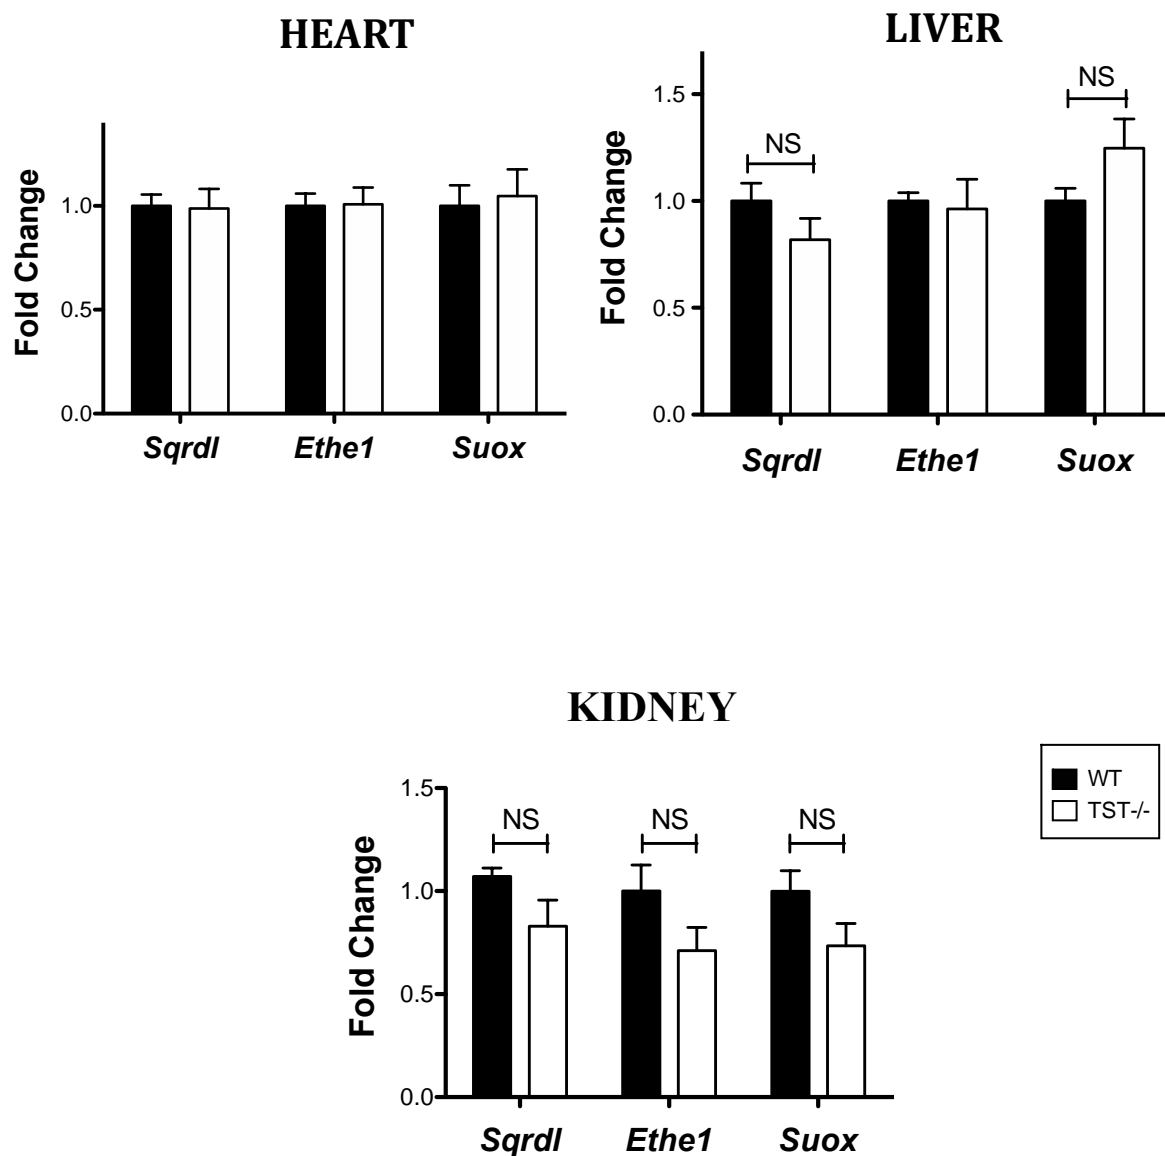 HEART
Fold Change
1.0
0.5
0.0
Sqrdl Ethe1 Suox
LIVER
Fold Change
1.5
1.0
0.5
0.0
NS
NS
Sqrdl Ethe1 Suox
KIDNEY
Fold Change
1.5
1.0
0.5
0.0
NS NS NS
Sqrdl Ethe1 Suox
WT
TST-/-